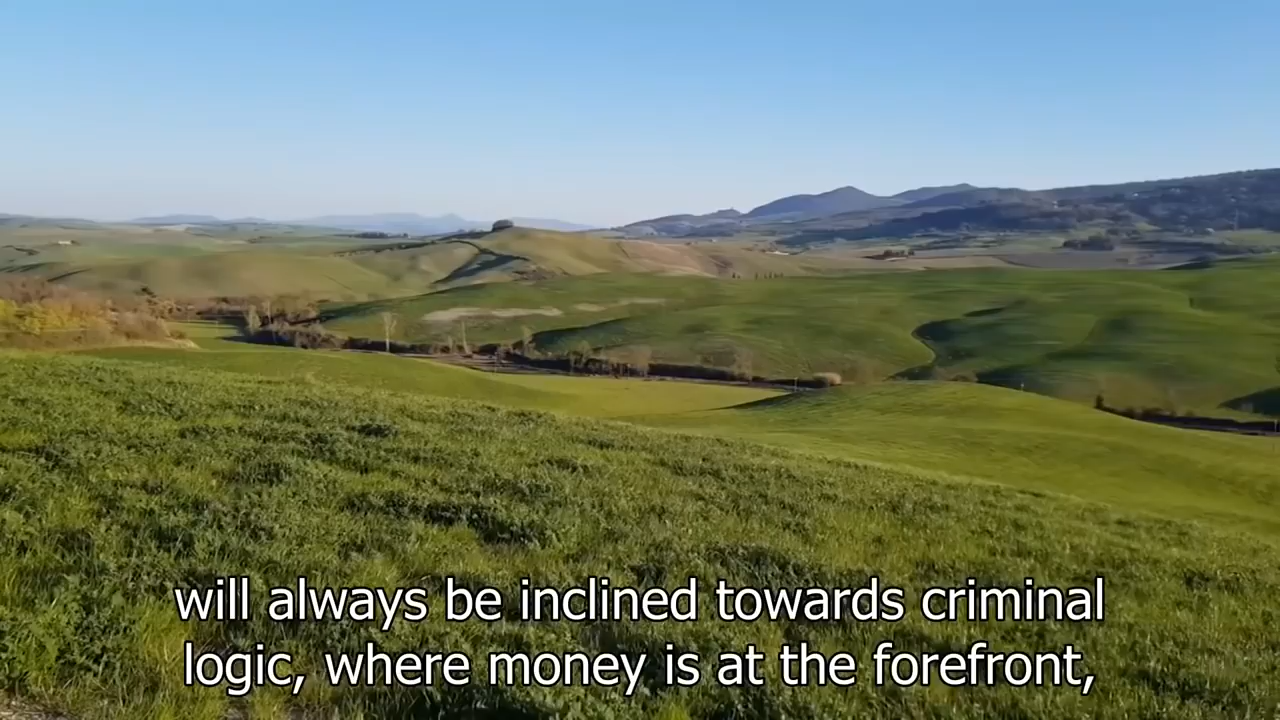 will always be inclined towards criminal
logic, where money is at the forefront,